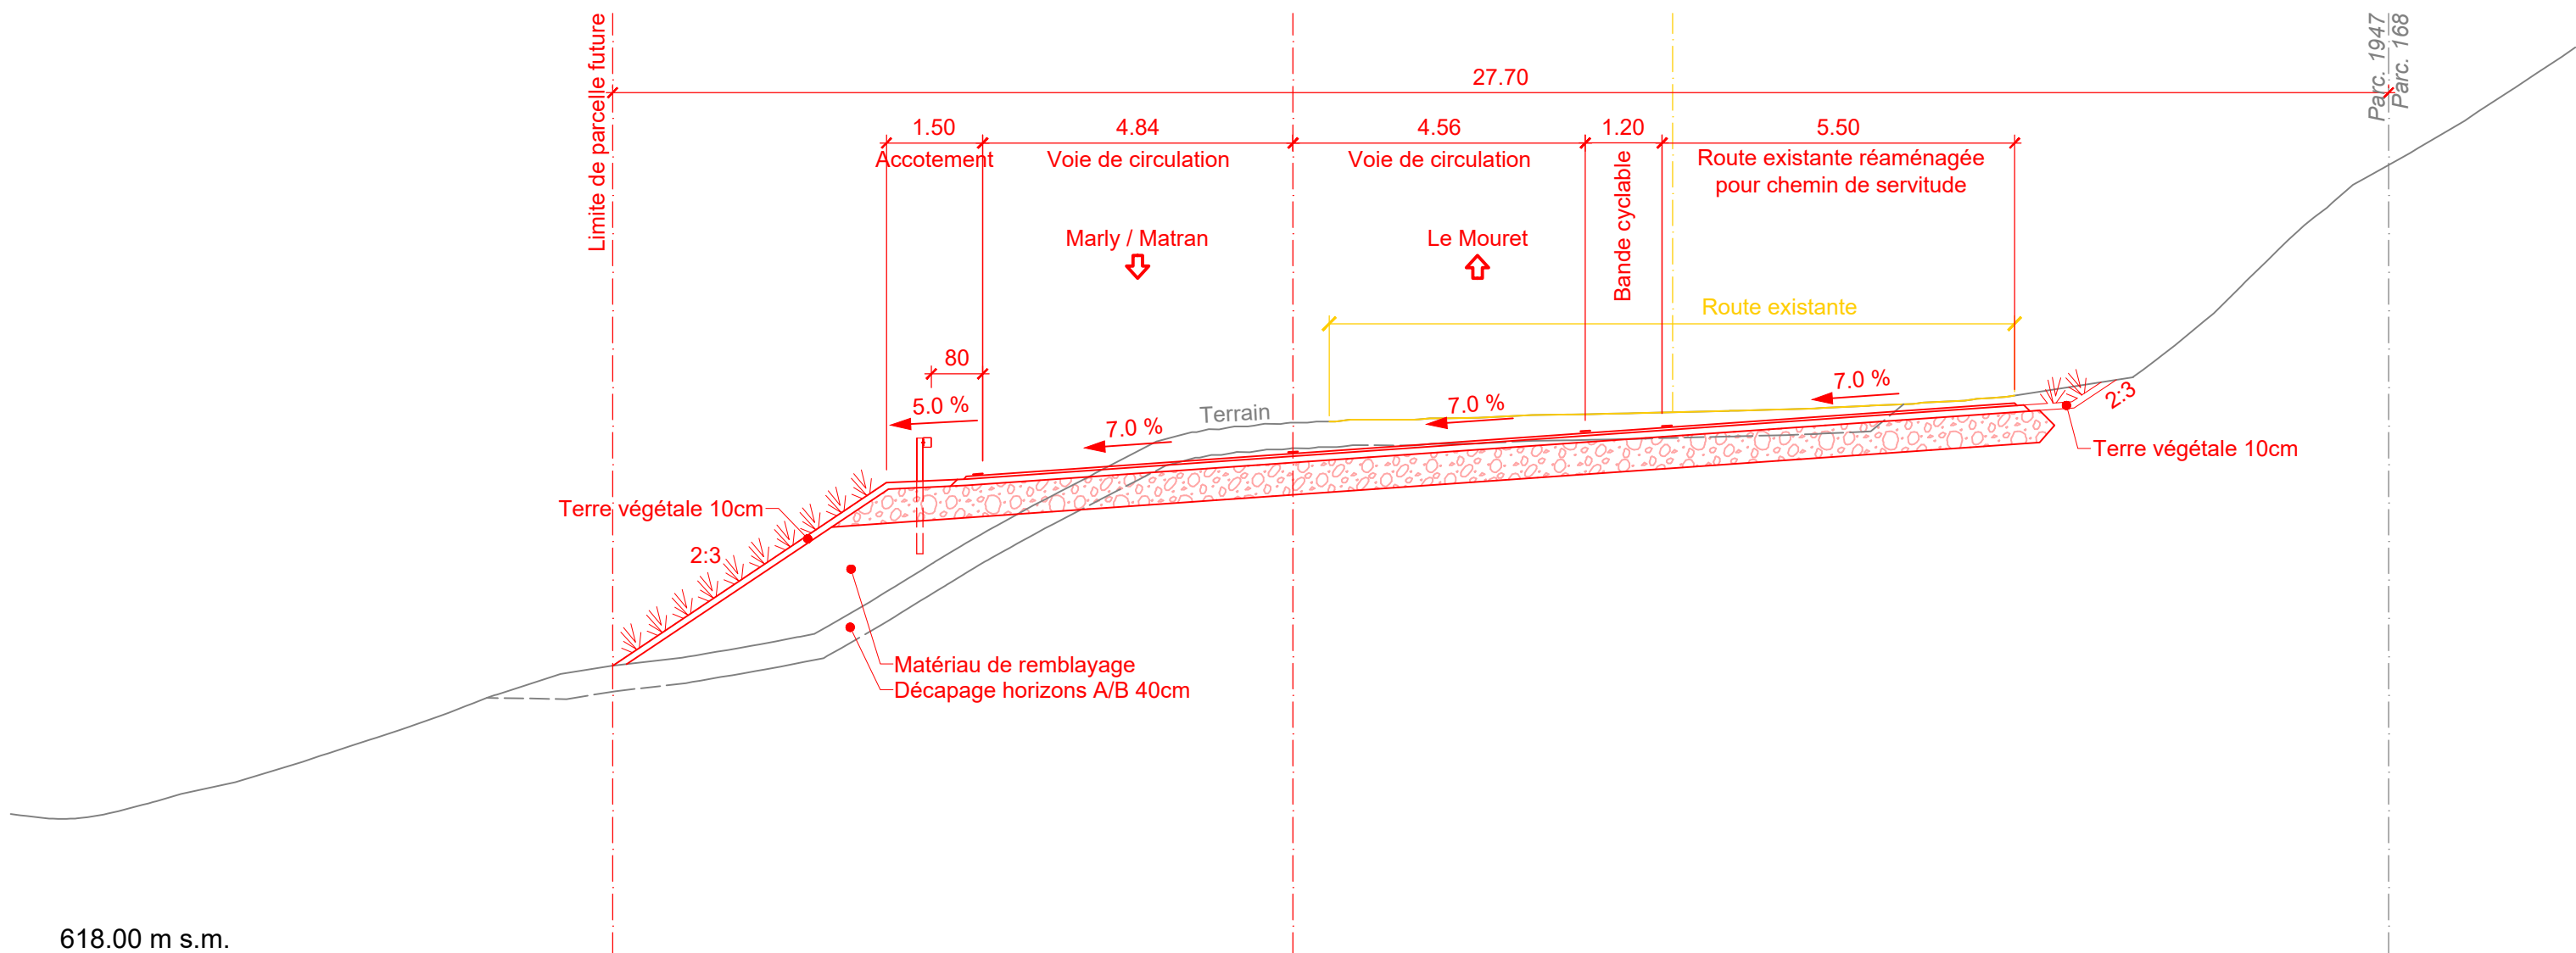 Limite de parcelle future
Parc. 1947
Parc. 168
27.70
1.50
4.84
4.56
1.20
5.50
Accotement
Voie de circulation
Voie de circulation
Bande cyclable
Route existante réaménagée
pour chemin de servitude
Marly / Matran
Le Mouret
Route existante
80
5.0 %
7.0 %
Terrain
7.0 %
7.0 %
2:3
Terre végétale 10cm
Terre végétale 10cm
2:3
Matériau de remblayage
Décapage horizons A/B 40cm
618.00 m s.m.